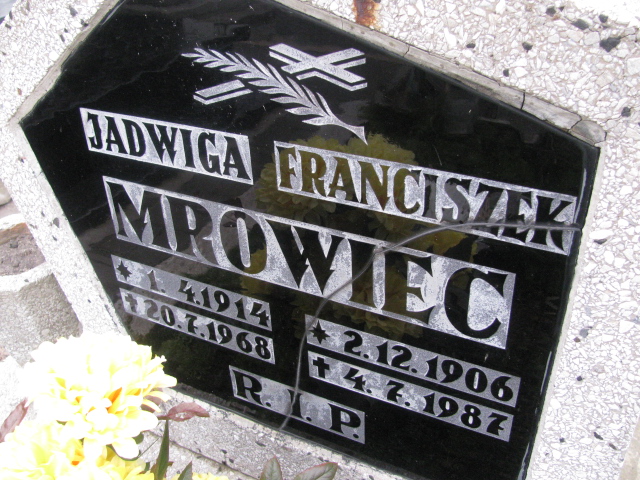 JADWIGA FRANCISZEK
MROWIEC
* 1.4.1914
✝ 20.7.1968
* 2.12.1906
✝ 4.7.1987
R.I.P.